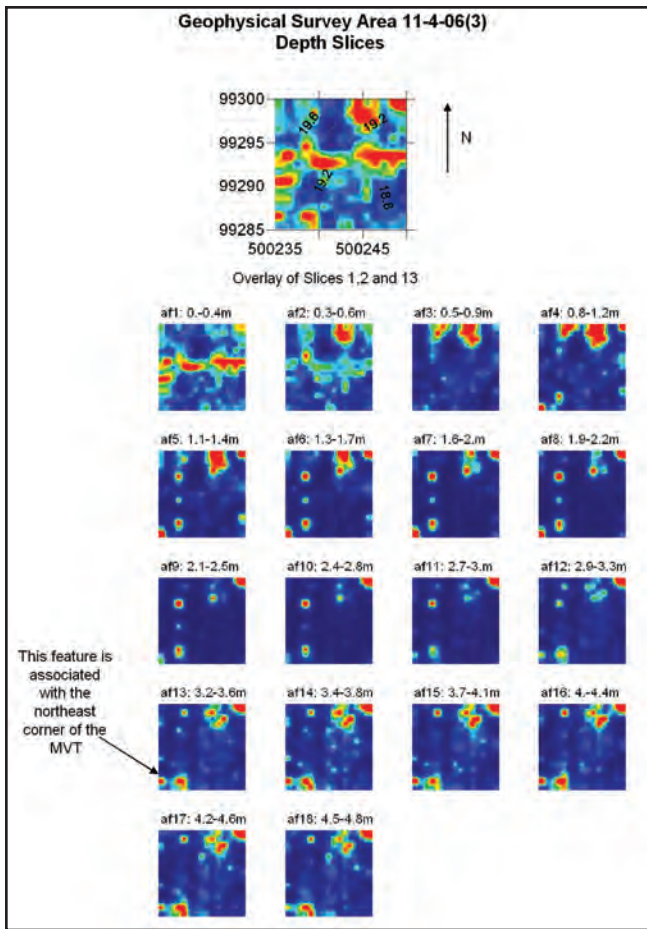 Geophysical Survey Area 11-4-06(3)
Depth Slices
99300
99295
99290
99285
500235 500245
19.6
19.2
19.2
18.8
N
Overlay of Slices 1,2 and 13
af1: 0.-0.4m af2: 0.3-0.6m af3: 0.5-0.9m af4: 0.8-1.2m
af5: 1.1-1.4m af6: 1.3-1.7m af7: 1.6-2.m af8: 1.9-2.2m
af9: 2.1-2.5m af10: 2.4-2.8m af11: 2.7-3.m af12: 2.9-3.3m
This feature is
associated
with the
northeast
corner of the
MVT
af13: 3.2-3.6m af14: 3.4-3.8m af15: 3.7-4.1m af16: 4.-4.4m
af17: 4.2-4.6m af18: 4.5-4.8m